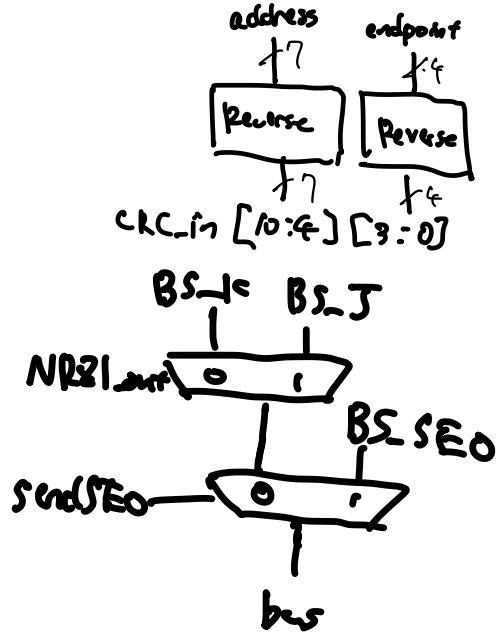 address endpoint
7 4
Reverse Reverse
7 4
CRC_in [10:4] [3:0]
BS_K BS_J
NRZI_out 0 1
BS_SE0
sendSE0 0 1
bus